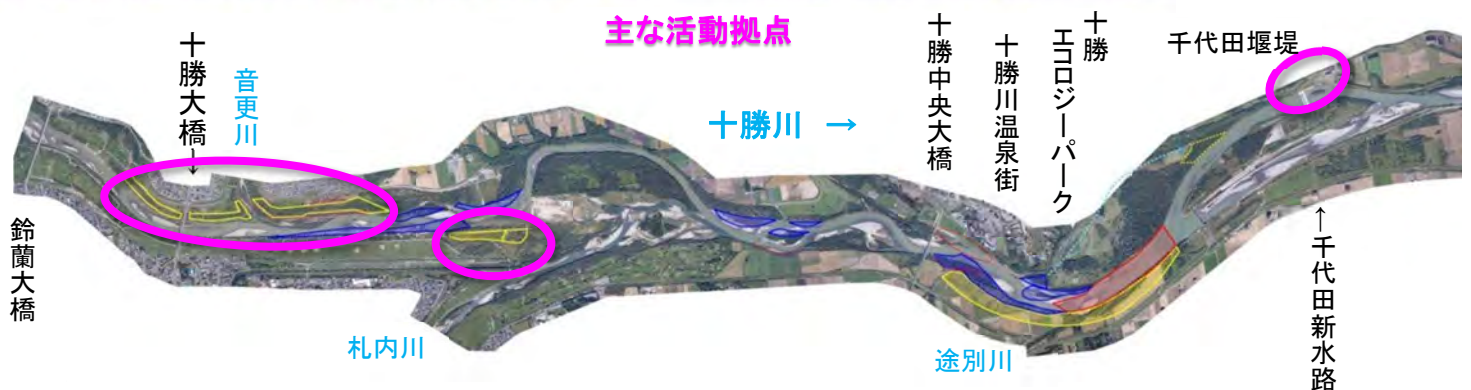 主な活動拠点
鈴蘭大橋
十勝大橋→
音更川
札内川
十勝川 →
十勝中央大橋
十勝川温泉街
十勝
エコロジーパーク
途別川
千代田堰堤
←千代田新水路